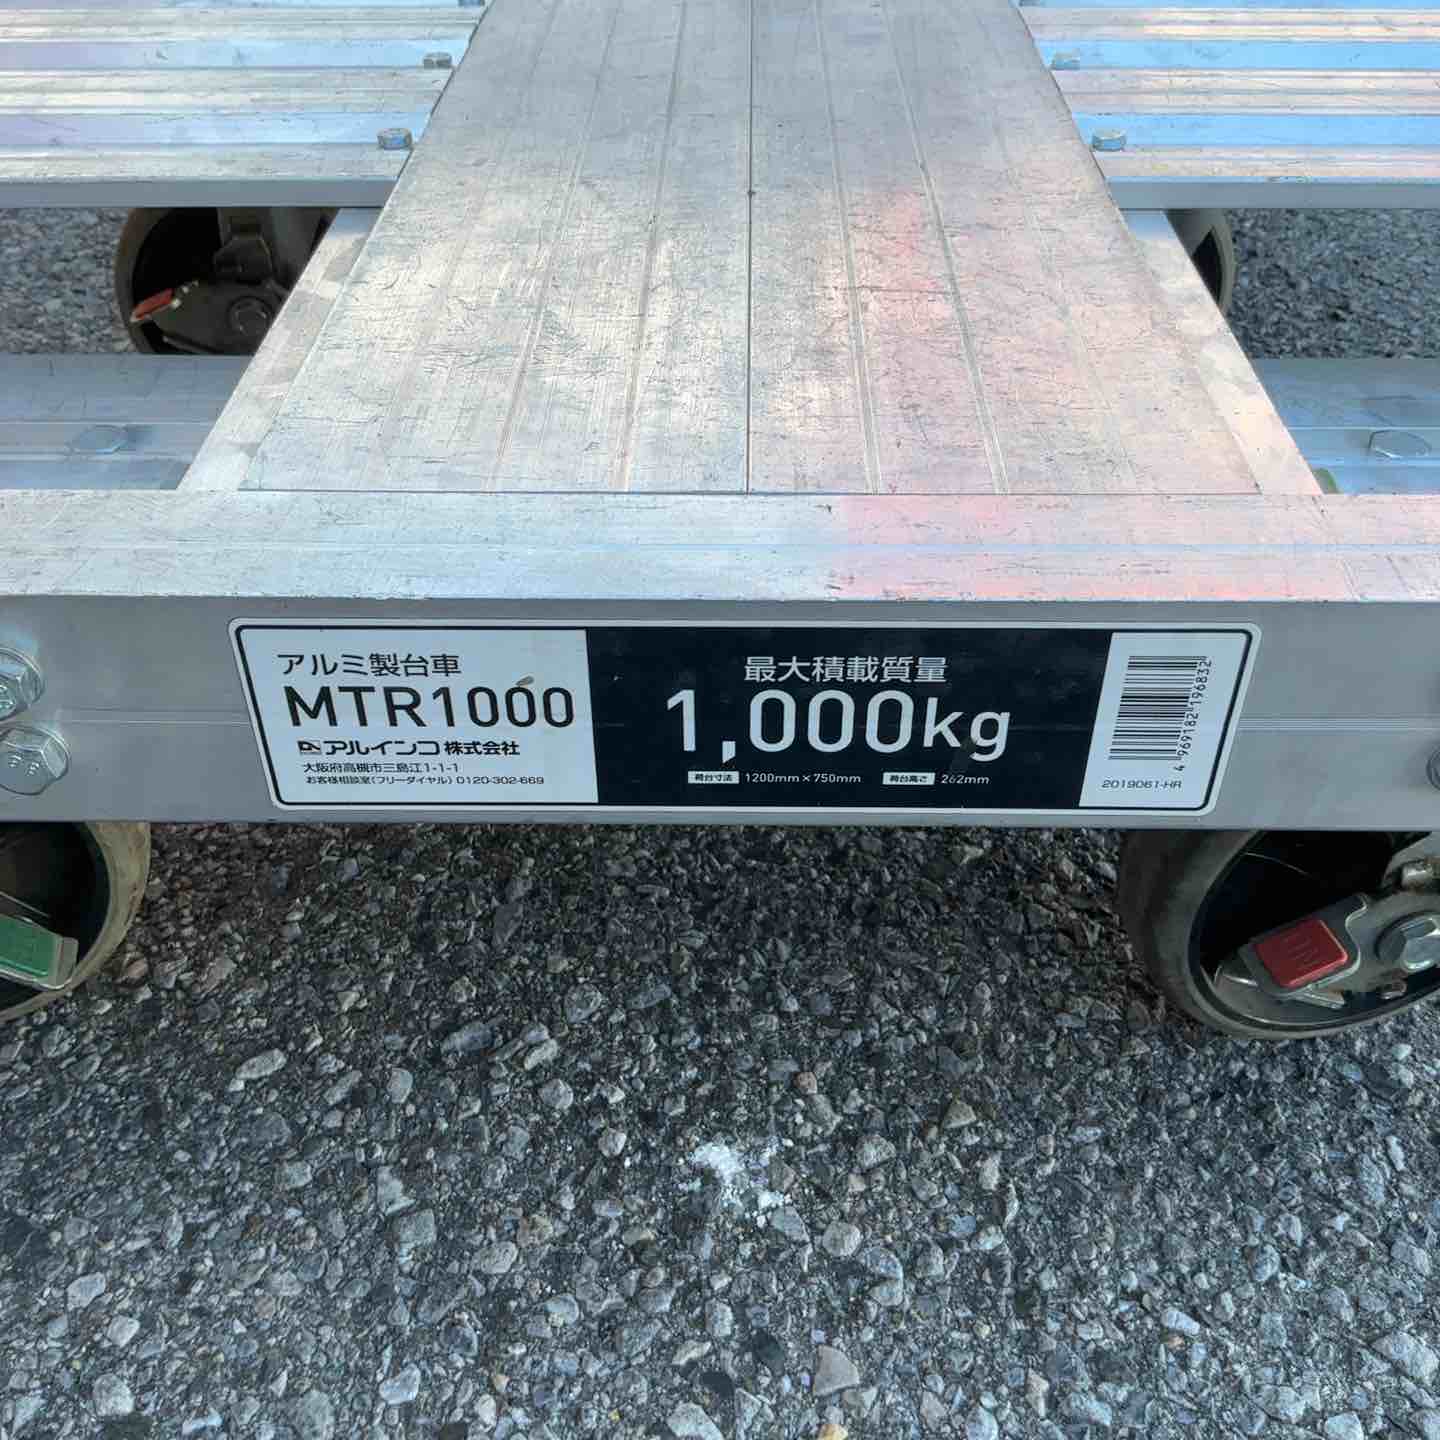 アルミ製台車
MTR1000
アルインコ株式会社
大阪府高槻市三島江1-1-1
お客様相談室(フリーダイヤル) 0120-302-669
最大積載質量
1,000kg
荷台寸法 1200mm×750mm 荷台高さ 262mm
4 969182 196832
2019061-HR
ON